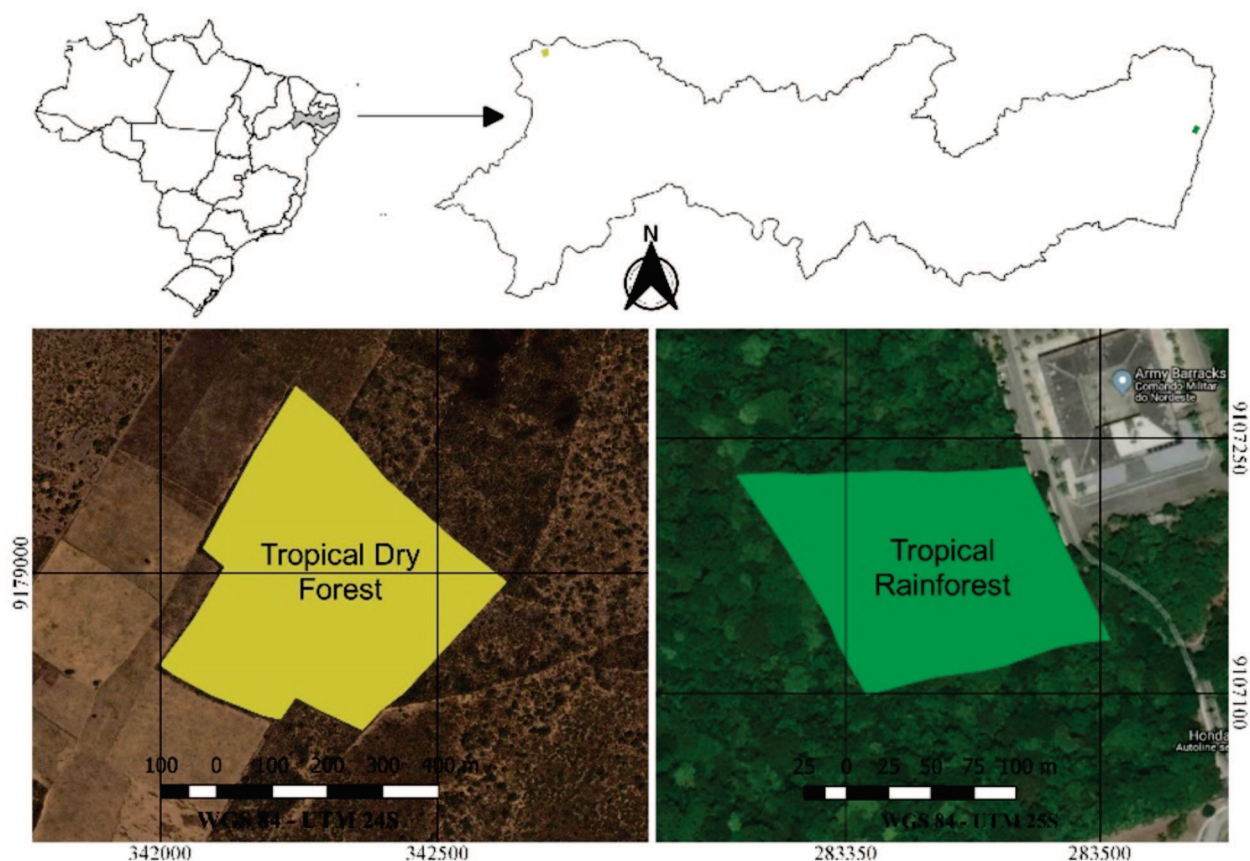 N
Tropical Dry
Forest
9179000
100 0 100 200 300 400 m
WGS 84 - UTM 24S
342000 342500
Army Barracks
Comando Militar
do Nordeste
Tropical
Rainforest
9107250
9107100
Honda
Autoline se
25 0 25 50 75 100 m
WGS 84 - UTM 25S
283350 283500